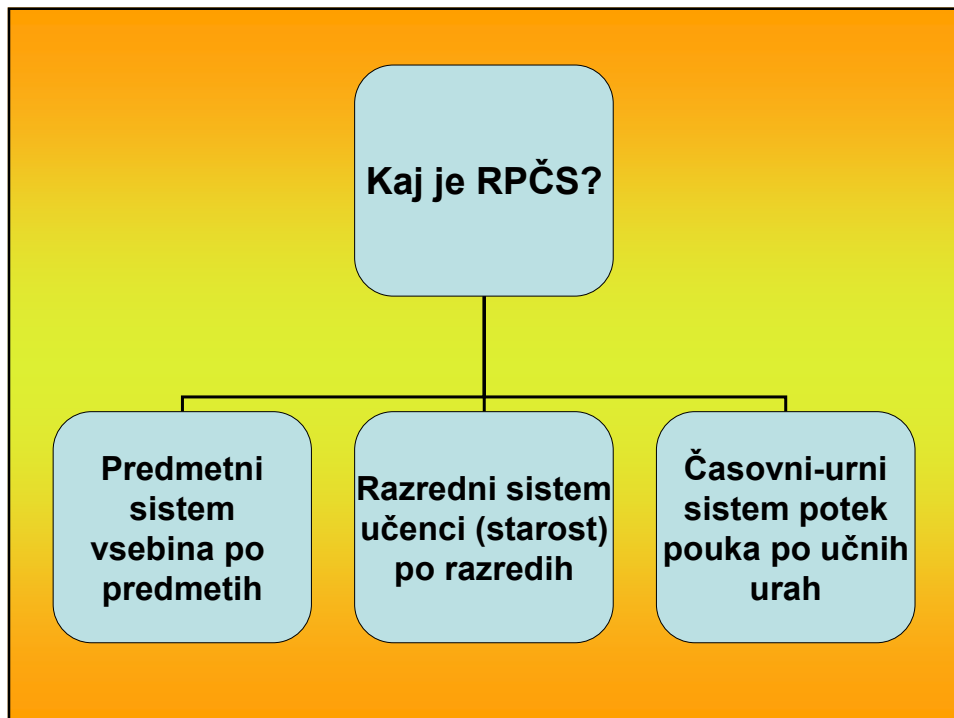 Kaj je RPČS?
Predmetni
sistem
vsebina po
predmetih
Razredni sistem
učenci (starost)
po razredih
Časovni-urni
sistem potek
pouka po učnih
urah